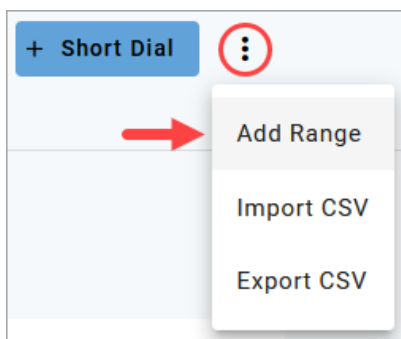 + Short Dial
Add Range
Import CSV
Export CSV